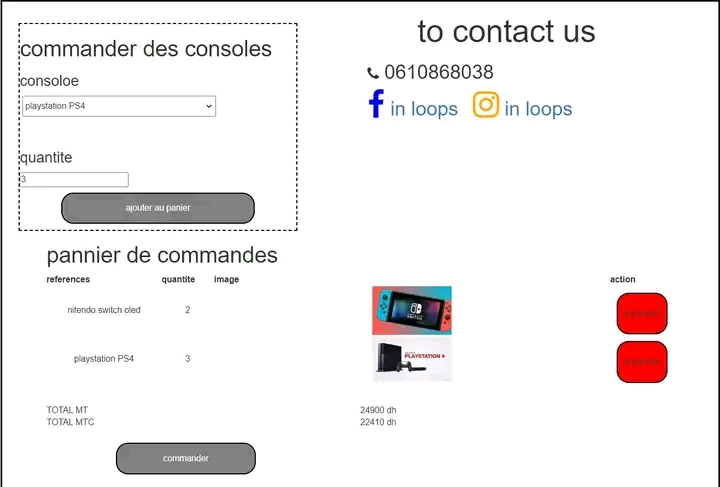 commander des consoles
consoloe
playstation PS4
quantite
3
ajouter au panier
to contact us
0610868038
in loops in loops
pannier de commandes
references quantite image action
nitendo switch oled 2
playstation PS4 3
PLAYSTATION 4
TOTAL MT 24900 dh
TOTAL MTC 22410 dh
commander